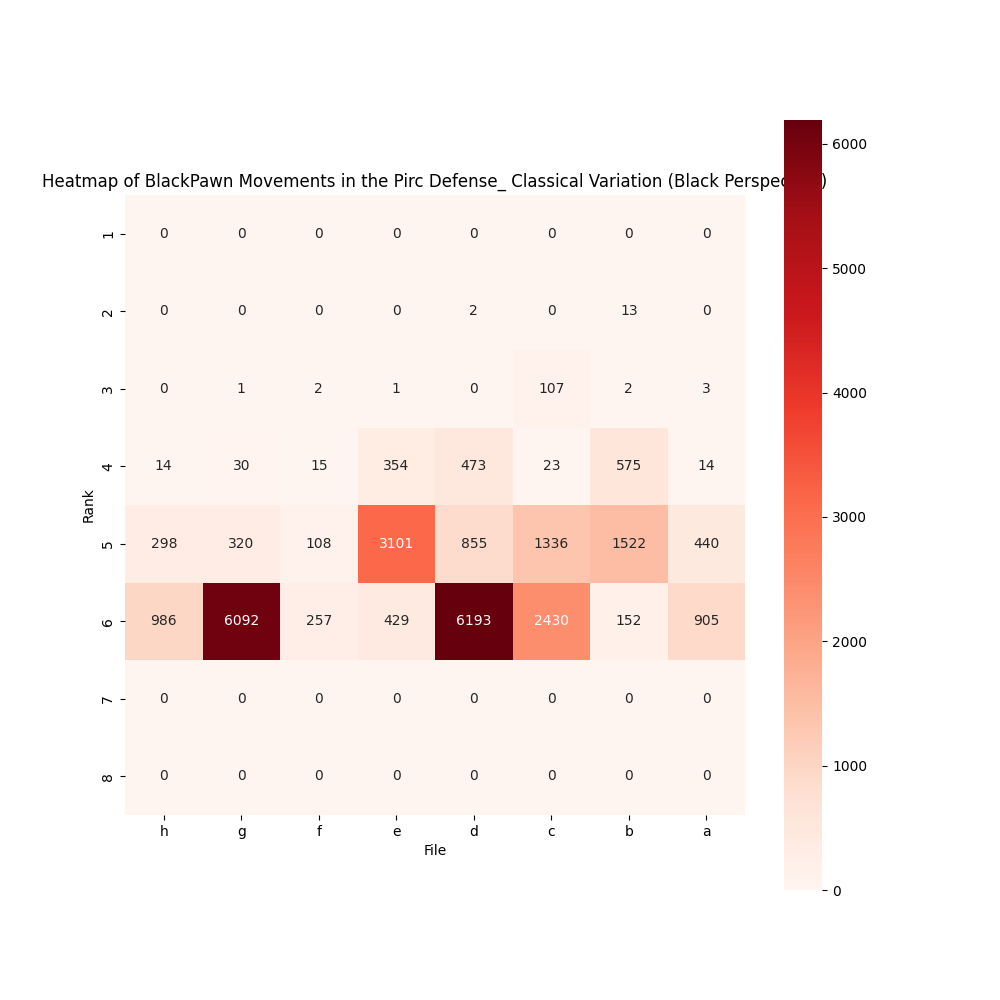 Heatmap of BlackPawn Movements in the Pirc Defense_ Classical Variation (Black Perspec )
6000
5000
4000
3000
2000
1000
0
Rank
1 0 0 0 0 0 0 0 0
2 0 0 0 0 2 0 13 0
3 0 1 2 1 0 107 2 3
4 14 30 15 354 473 23 575 14
5 298 320 108 3101 855 1336 1522 440
6 986 6092 257 429 6193 2430 152 905
7 0 0 0 0 0 0 0 0
8 0 0 0 0 0 0 0 0
h g f e d c b a
File